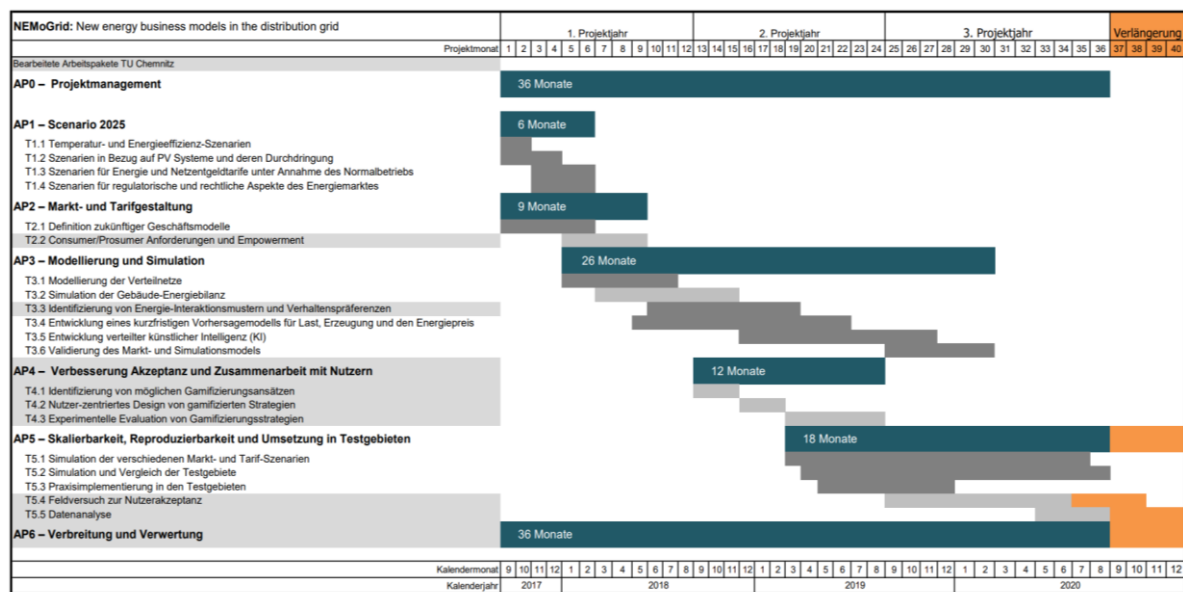 NEMoGrid: New energy business models in the distribution grid
1. Projektjahr 2. Projektjahr 3. Projektjahr Verlängerung
Projektmonat 1 2 3 4 5 6 7 8 9 10 11 12 13 14 15 16 17 18 19 20 21 22 23 24 25 26 27 28 29 30 31 32 33 34 35 36 37 38 39 40
Bearbeitete Arbeitspakete TU Chemnitz
AP0 – Projektmanagement 36 Monate
AP1 – Scenario 2025 6 Monate
T1.1 Temperatur- und Energieeffizienz-Szenarien
T1.2 Szenarien in Bezug auf PV Systeme und deren Durchdringung
T1.3 Szenarien für Energie und Netzentgeldtarife unter Annahme des Normalbetriebs
T1.4 Szenarien für regulatorische und rechtliche Aspekte des Energiemarktes
AP2 – Markt- und Tarifgestaltung 9 Monate
T2.1 Definition zukünftiger Geschäftsmodelle
T2.2 Consumer/Prosumer Anforderungen und Empowerment
AP3 – Modellierung und Simulation 26 Monate
T3.1 Modellierung der Verteilnetze
T3.2 Simulation der Gebäude-Energiebilanz
T3.3 Identifizierung von Energie-Interaktionsmustern und Verhaltenspräferenzen
T3.4 Entwicklung eines kurzfristigen Vorhersagemodells für Last, Erzeugung und den Energiepreis
T3.5 Entwicklung verteilter künstlicher Intelligenz (KI)
T3.6 Validierung des Markt- und Simulationsmodels
AP4 – Verbesserung Akzeptanz und Zusammenarbeit mit Nutzern 12 Monate
T4.1 Identifizierung von möglichen Gamifizierungsansätzen
T4.2 Nutzer-zentriertes Design von gamifizierten Strategien
T4.3 Experimentelle Evaluation von Gamifizierungsstrategien
AP5 – Skalierbarkeit, Reproduzierbarkeit und Umsetzung in Testgebieten 18 Monate
T5.1 Simulation der verschiedenen Markt- und Tarif-Szenarien
T5.2 Simulation und Vergleich der Testgebiete
T5.3 Praxisimplementierung in den Testgebieten
T5.4 Feldversuch zur Nutzerakzeptanz
T5.5 Datenanalyse
AP6 – Verbreitung und Verwertung 36 Monate
Kalendermonat 9 10 11 12 1 2 3 4 5 6 7 8 9 10 11 12 1 2 3 4 5 6 7 8 9 10 11 12 1 2 3 4 5 6 7 8 9 10 11 12
Kalenderjahr 2017 2018 2019 2020